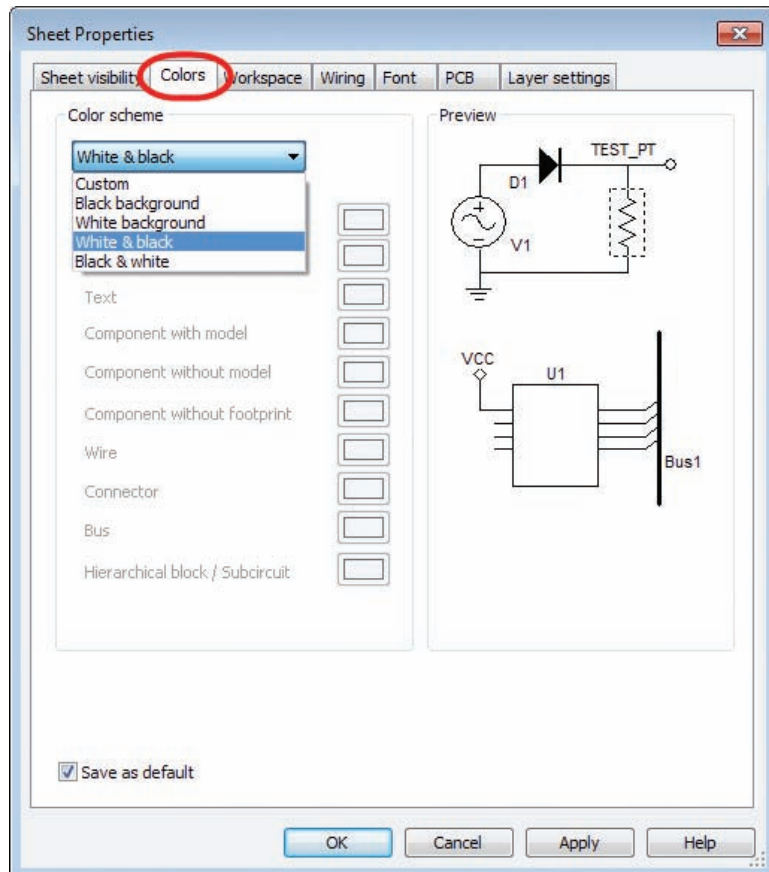 Sheet Properties
Sheet visibility Colors Workspace Wiring Font PCB Layer settings
Color scheme
White & black
Custom
Black background
White background
White & black
Black & white
Text
Component with model
Component without model
Component without footprint
Wire
Connector
Bus
Hierarchical block / Subcircuit
Preview
TEST_PT
D1
V1
VCC
U1
Bus1
Save as default
OK Cancel Apply Help